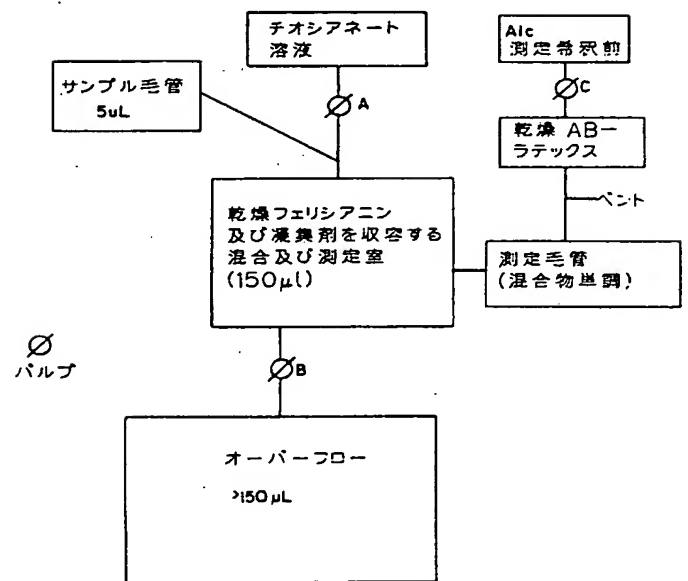 チオシアネート
溶液
A1c
測定希釈前
サンプル毛管
5uL
A
C
乾燥 AB-
ラテックス
ベント
乾燥フェリシアニン
及び凝集剤を収容する
混合及び測定室
(150μl)
測定毛管
(混合物単調)
バルブ
B
オーバーフロー
>150μL